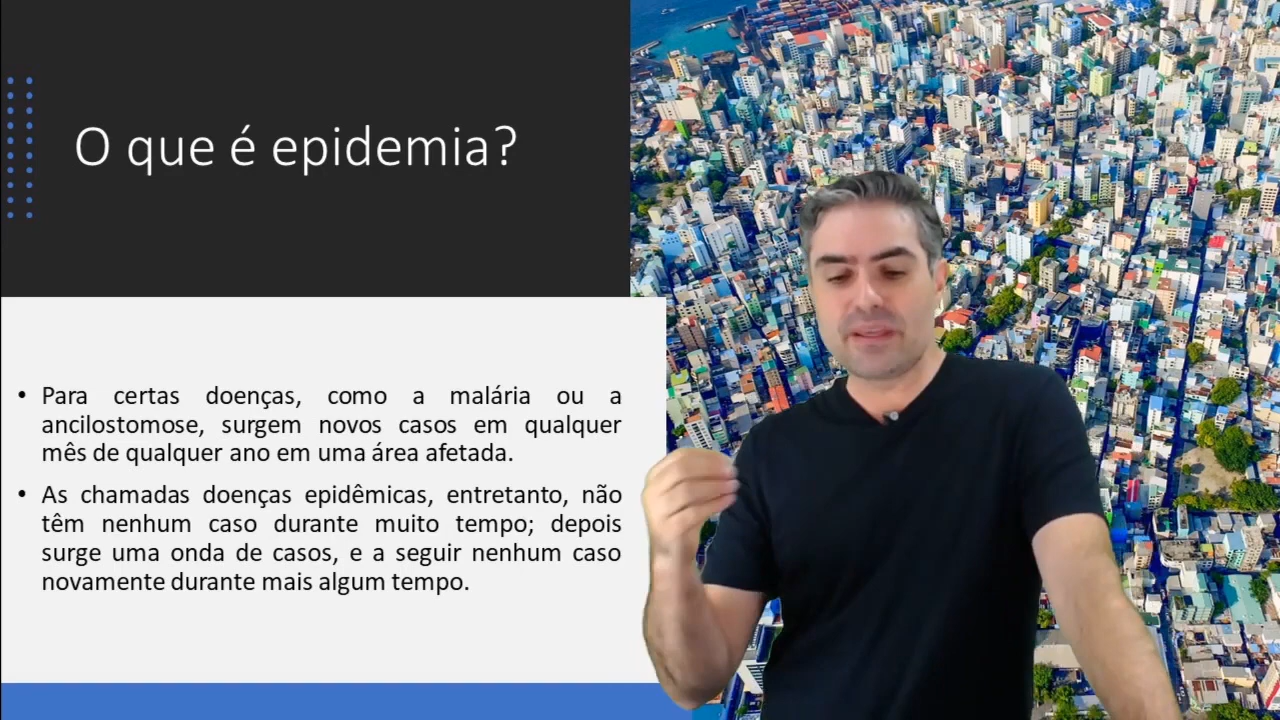 O que é epidemia?
• Para certas doenças, como a malária ou a
ancilostomose, surgem novos casos em qualquer
mês de qualquer ano em uma área afetada.
• As chamadas doenças epidêmicas, entretanto, não
têm nenhum caso durante muito tempo; depois
surge uma onda de casos, e a seguir nenhum caso
novamente durante mais algum tempo.